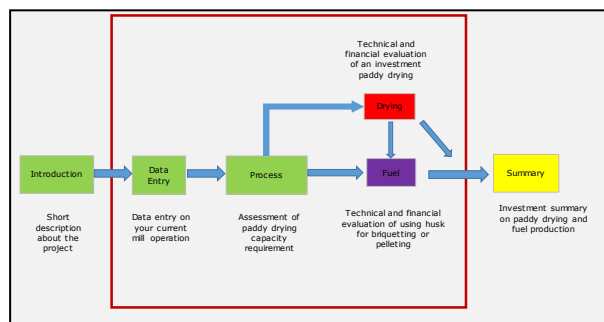 Technical and
financial evaluation
of an investment
paddy drying
Drying
Introduction
Data
Entry
Process
Fuel
Summary
Short
description
about the
project
Data entry on
your current
mill operation
Assessment of
paddy drying
capacity
requirement
Technical and financial
evaluation of using husk
for briquetting or
pelleting
Investment summary
on paddy drying and
fuel production